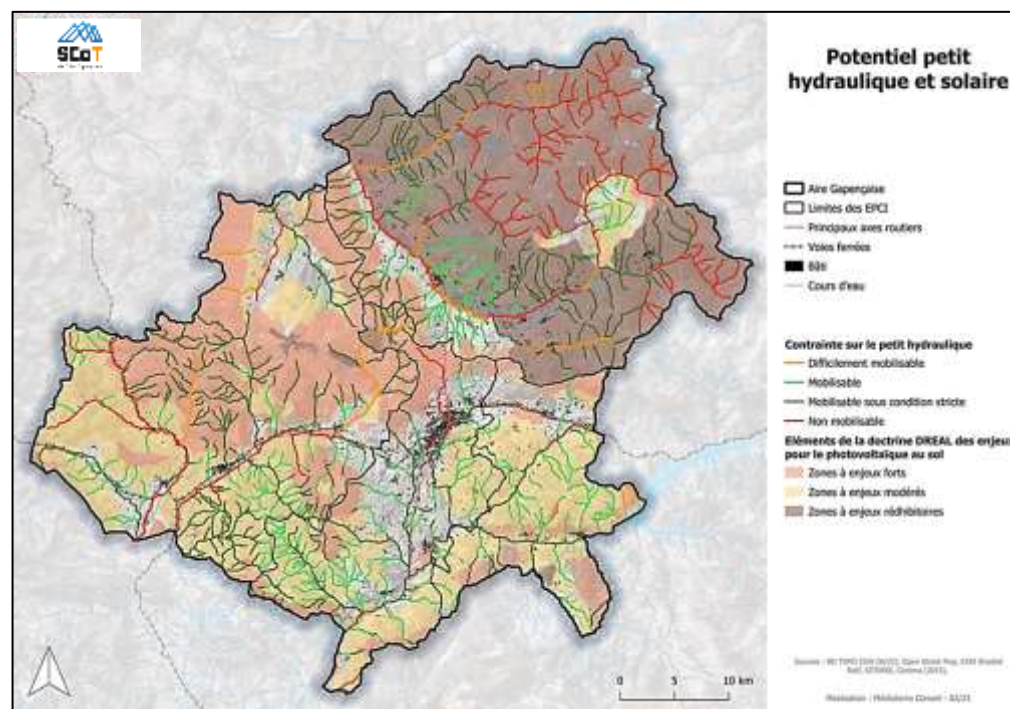 SCoT
Potentiel petit
hydraulique et solaire
Aire Gapençaise
Limites des EPCI
Principaux axes routiers
Voies ferrées
Bâti
Cours d'eau
Contrainte sur le petit hydraulique
Difficilement mobilisable
Mobilisable
Mobilisable sous condition stricte
Non mobilisable
Eléments de la doctrine DREAL des enjeux
pour le photovoltaïque au sol
Zones à enjeux forts
Zones à enjeux modérés
Zones à enjeux rédhibitoires
0 5 10 km